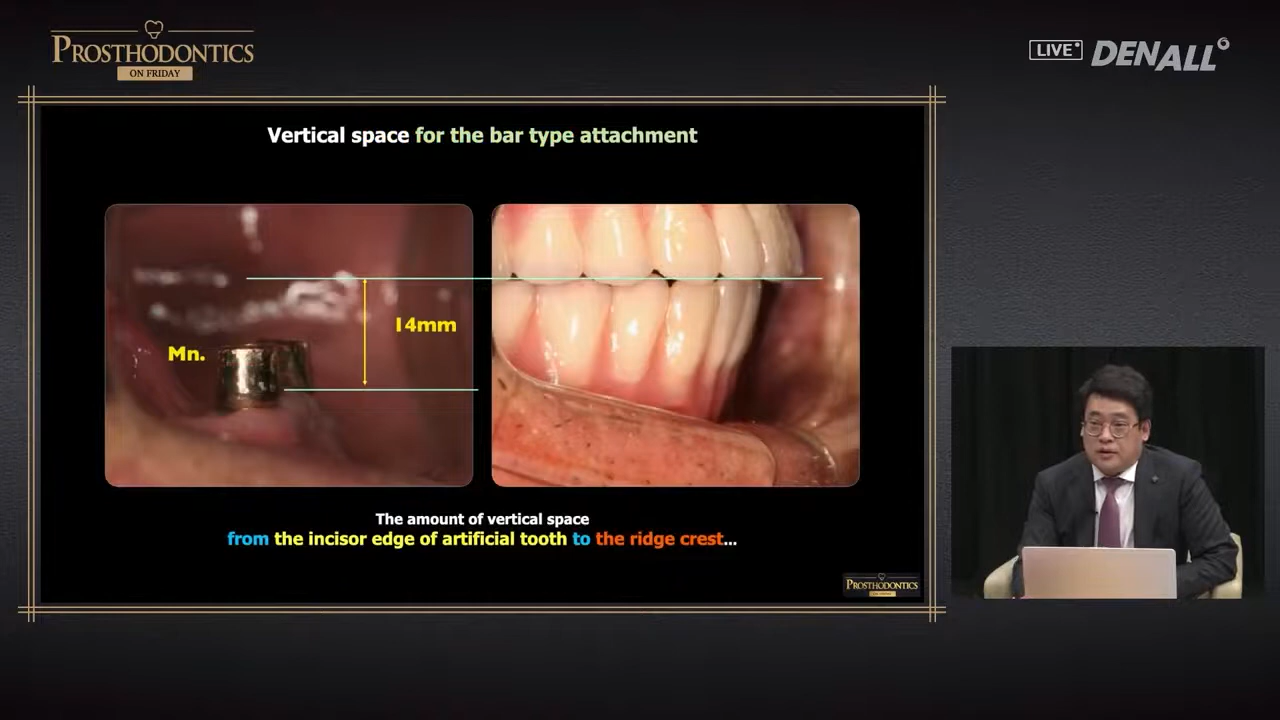 PROSTHODONTICS
ON FRIDAY
LIVE
DENALL
Vertical space for the bar type attachment
14mm
Mn.
The amount of vertical space
from the incisor edge of artificial tooth to the ridge crest...
PROSTHODONTICS